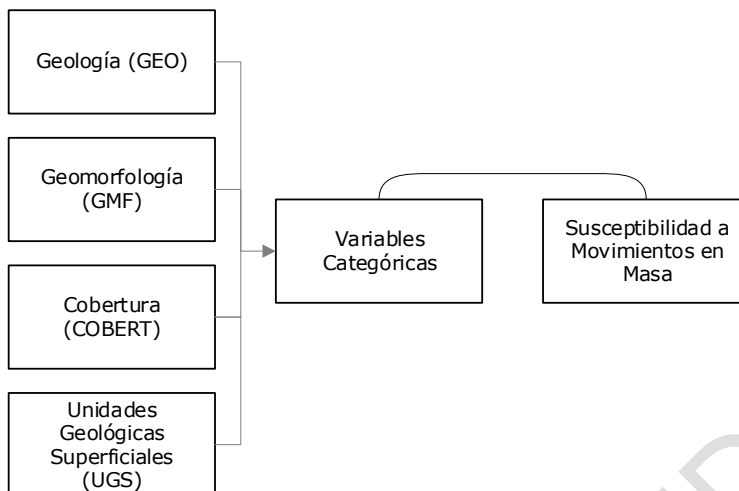 Geología (GEO)
Geomorfología
(GMF)
Cobertura
(COBERT)
Unidades
Geológicas
Superficiales
(UGS)
Variables
Categóricas
Susceptibilidad a
Movimientos en
Masa